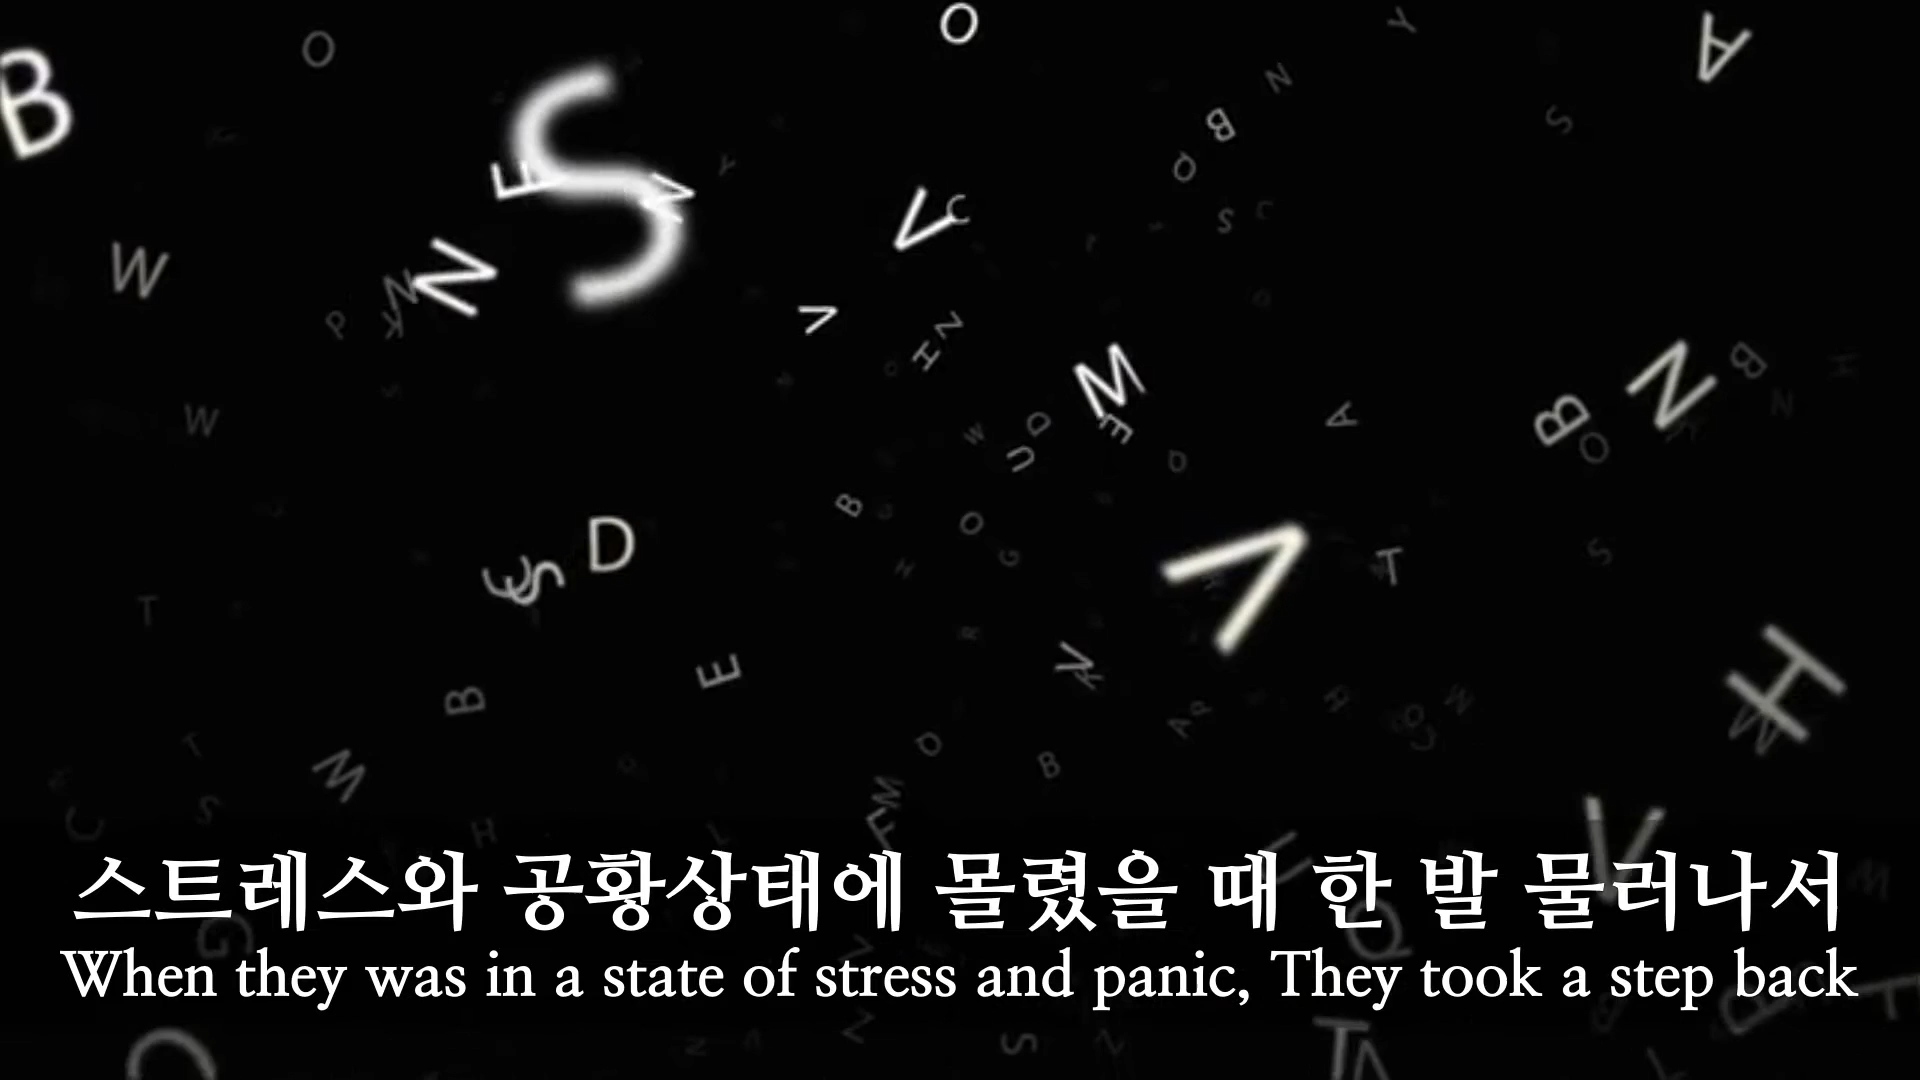 스트레스와 공황상태에 몰렸을 때 한 발 물러나서
When they was in a state of stress and panic, They took a step back